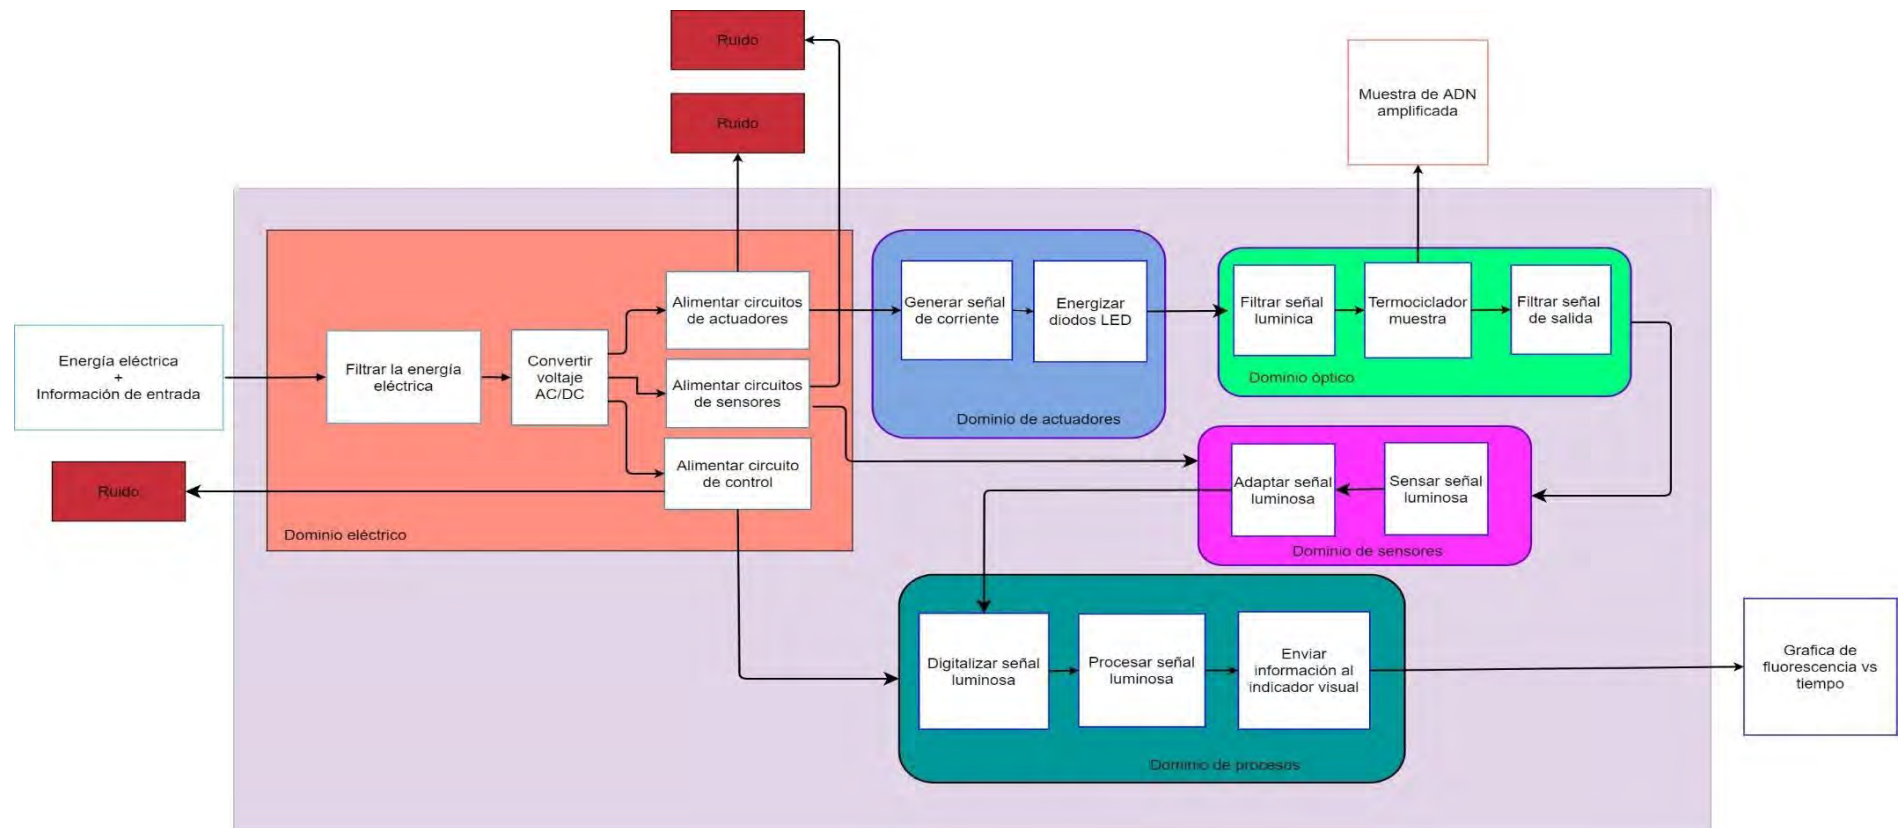 Ruido
Ruido
Muestra de ADN
amplificada
Energía eléctrica
+
Información de entrada
Ruido
Filtrar la energía
eléctrica
Convertir
voltaje
AC/DC
Alimentar circuitos
de actuadores
Alimentar circuitos
de sensores
Alimentar circuito
de control
Dominio eléctrico
Generar señal
de corriente
Energizar
diodos LED
Dominio de actuadores
Filtrar señal
luminica
Termociclador
muestra
Filtrar señal
de salida
Dominio óptico
Adaptar señal
luminosa
Sensar señal
luminosa
Dominio de sensores
Digitalizar señal
luminosa
Procesar señal
luminosa
Enviar
información al
indicador visual
Dominio de procesos
Grafica de
fluorescencia vs
tiempo